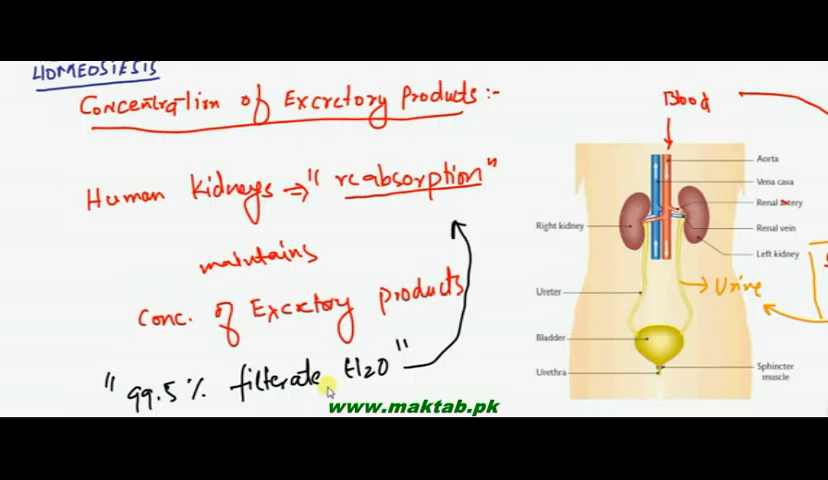 HOMEOSIESIS
Concentration of Excretory Products :-
Human kidneys ⇒ " reabsorption "
maintains
Conc. of Excretory products
" 99.5 % filterate H2O "
www.maktab.pk
Blood
Aorta
Vena cava
Renal artery
Right kidney
Renal vein
Left kidney
Ureter
Urine
Bladder
Urethra
Sphincter
muscle